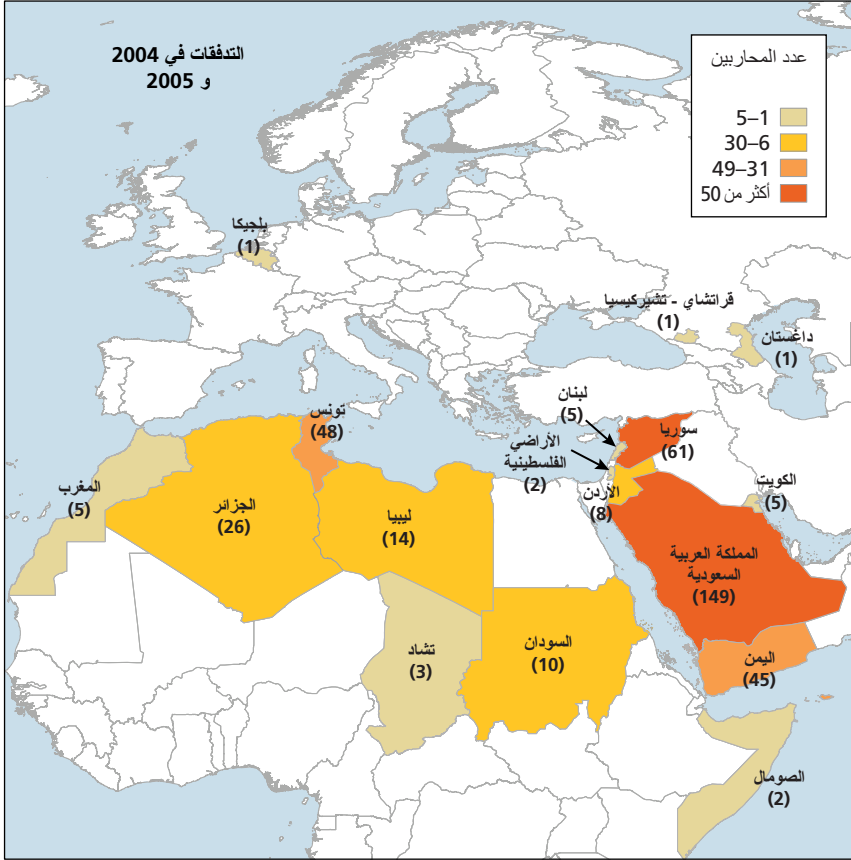 التدفقات في 2004
و 2005
عدد المحاربين
5–1
30–6
49–31
أكثر من 50
بلجيكا
(1)
قراتشاي - تشيركيسيا
(1)
داغستان
(1)
لبنان
(5)
سوريا
(61)
الأراضي
الفلسطينية
(2)
الأردن
(8)
الكويت
(5)
تونس
(48)
المغرب
(5)
الجزائر
(26)
ليبيا
(14)
المملكة العربية
السعودية
(149)
تشاد
(3)
السودان
(10)
اليمن
(45)
الصومال
(2)